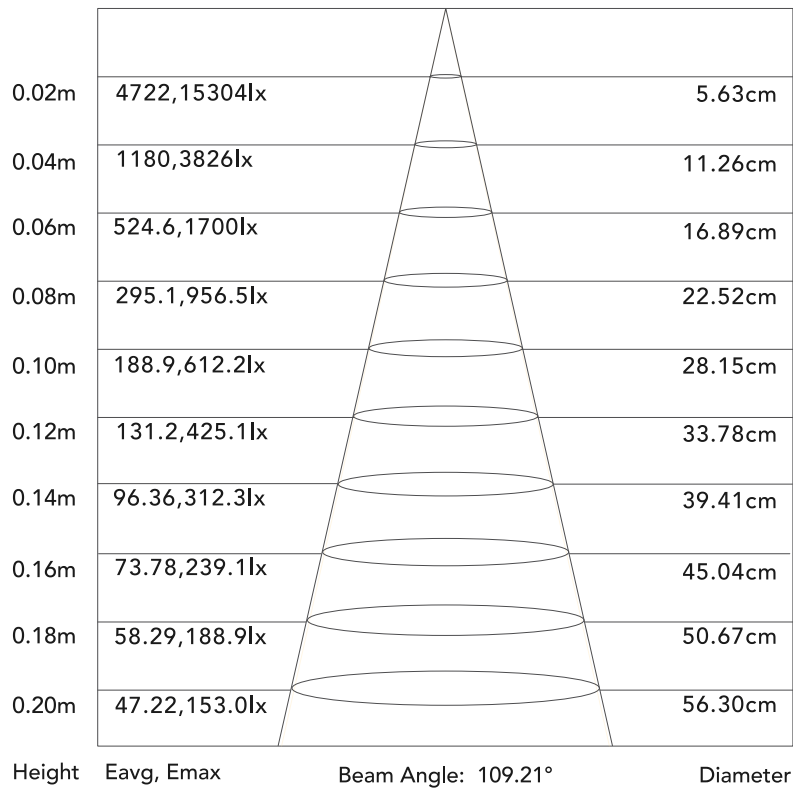 0.02m 4722,15304lx 5.63cm
0.04m 1180,3826lx 11.26cm
0.06m 524.6,1700lx 16.89cm
0.08m 295.1,956.5lx 22.52cm
0.10m 188.9,612.2lx 28.15cm
0.12m 131.2,425.1lx 33.78cm
0.14m 96.36,312.3lx 39.41cm
0.16m 73.78,239.1lx 45.04cm
0.18m 58.29,188.9lx 50.67cm
0.20m 47.22,153.0lx 56.30cm
Height Eavg, Emax Beam Angle: 109.21° Diameter